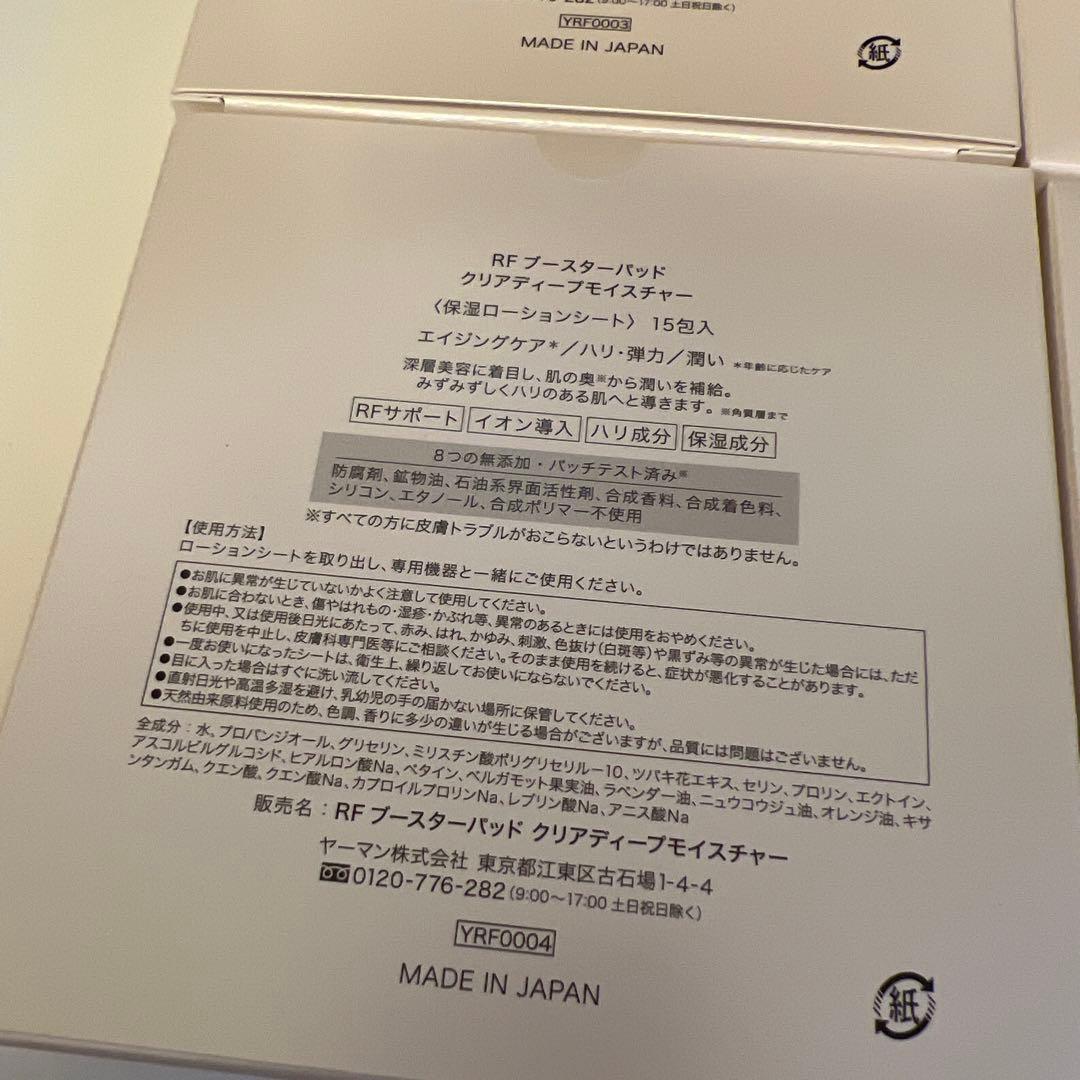 (9:00〜17:00 土日祝日除く)
YRF0003
MADE IN JAPAN
紙
RF ブースターパッド
クリアディープモイスチャー
〈保湿ローションシート〉 15包入
エイジングケア*／ハリ・弾力／潤い *年齢に応じたケア
深層美容に着目し、肌の奥※から潤いを補給。
みずみずしくハリのある肌へと導きます。※角質層まで
RFサポート イオン導入 ハリ成分 保湿成分
8つの無添加・パッチテスト済み※
防腐剤、鉱物油、石油系界面活性剤、合成香料、合成着色料、
シリコン、エタノール、合成ポリマー不使用
※すべての方に皮膚トラブルがおこらないというわけではありません。
【使用方法】
ローションシートを取り出し、専用機器と一緒にご使用ください。
●お肌に異常が生じていないかよく注意して使用してください。
●お肌に合わないとき、傷やはれもの・湿疹・かぶれ等、異常のあるときには使用をおやめください。
●使用中、又は使用後日光にあたって、赤み、はれ、かゆみ、刺激、色抜け(白斑等)や黒ずみ等の異常が生じた場合には、ただ
ちに使用を中止し、皮膚科専門医等にご相談ください。そのまま使用を続けると、症状が悪化することがあります。
●一度お使いになったシートは、衛生上、繰り返してお使いにならないでください。
●目に入った場合はすぐに洗い流してください。
●直射日光や高温多湿を避け、乳幼児の手の届かない場所に保管してください。
●天然由来原料使用のため、色調、香りに多少の違いが生じる場合がございますが、品質には問題はございません。
全成分：水、プロパンジオール、グリセリン、ミリスチン酸ポリグリセリル−10、ツバキ花エキス、セリン、プロリン、エクトイン、
アスコルビルグルコシド、ヒアルロン酸Na、ベタイン、ベルガモット果実油、ラベンダー油、ニュウコウジュ油、オレンジ油、キサ
ンタンガム、クエン酸、クエン酸Na、カプロイルプロリンNa、レブリン酸Na、アニス酸Na
販売名：RF ブースターパッド クリアディープモイスチャー
ヤーマン株式会社 東京都江東区古石場1-4-4
0120-776-282 (9:00〜17:00 土日祝日除く)
YRF0004
MADE IN JAPAN
紙